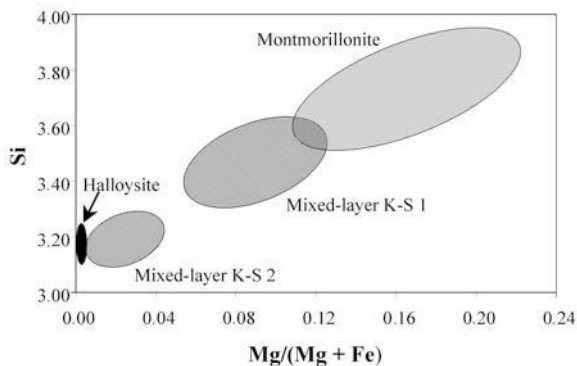 4.00
Montmorillonite
3.80
3.60
Si
3.40
Halloysite
Mixed-layer K-S 1
3.20
Mixed-layer K-S 2
3.00
0.00 0.04 0.08 0.12 0.16 0.20 0.24
Mg/(Mg + Fe)